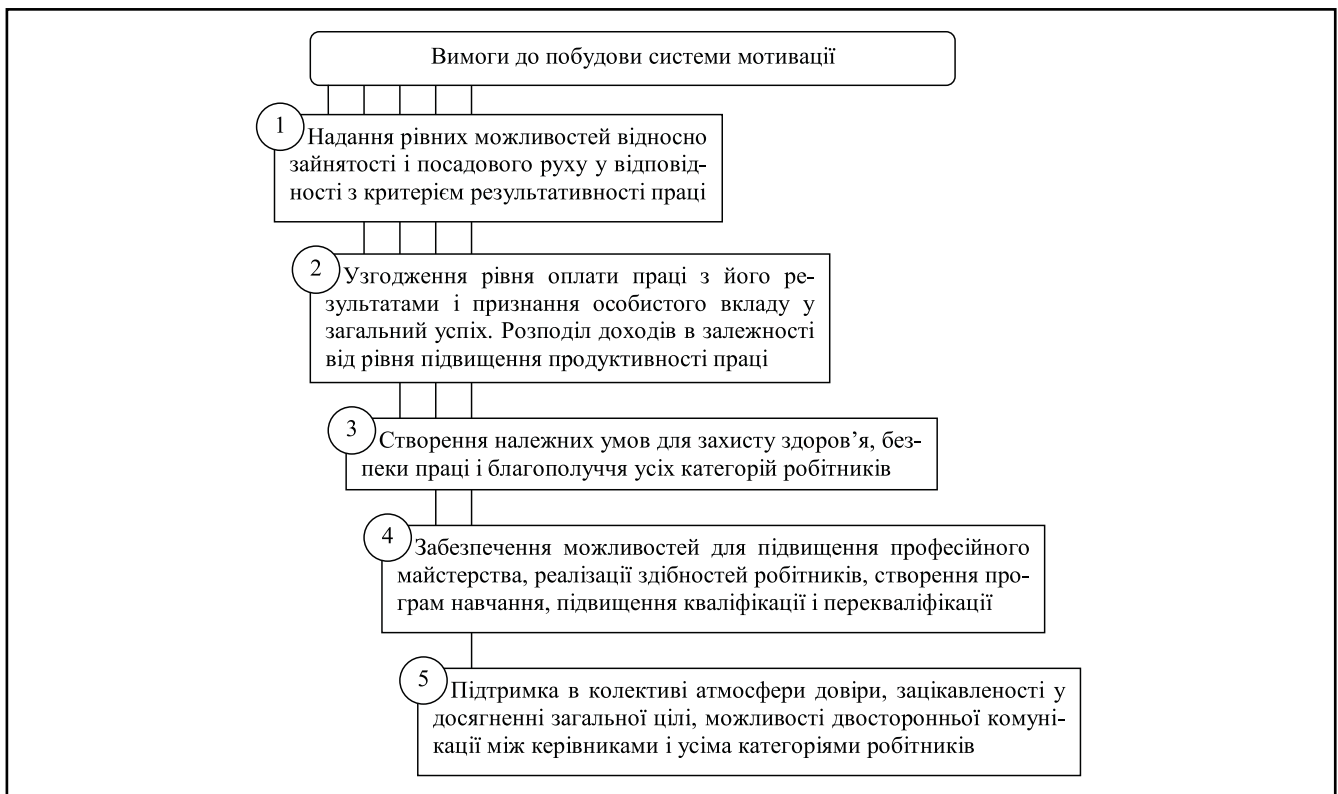 Вимоги до побудови системи мотивації
1
Надання рівних можливостей відносно
зайнятості і посадового руху у відповід-
ності з критерієм результативності праці
2
Узгодження рівня оплати праці з його ре-
зультатами і признання особистого вкладу у
загальний успіх. Розподіл доходів в залежності
від рівня підвищення продуктивності праці
3
Створення належних умов для захисту здоров’я, без-
пеки праці і благополуччя усіх категорій робітників
4
Забезпечення можливостей для підвищення професійного
майстерства, реалізації здібностей робітників, створення про-
грам навчання, підвищення кваліфікації і перекваліфікації
5
Підтримка в колективі атмосфери довіри, зацікавленості у
досягненні загальної цілі, можливості двосторонньої комуні-
кації між керівниками і усіма категоріями робітників